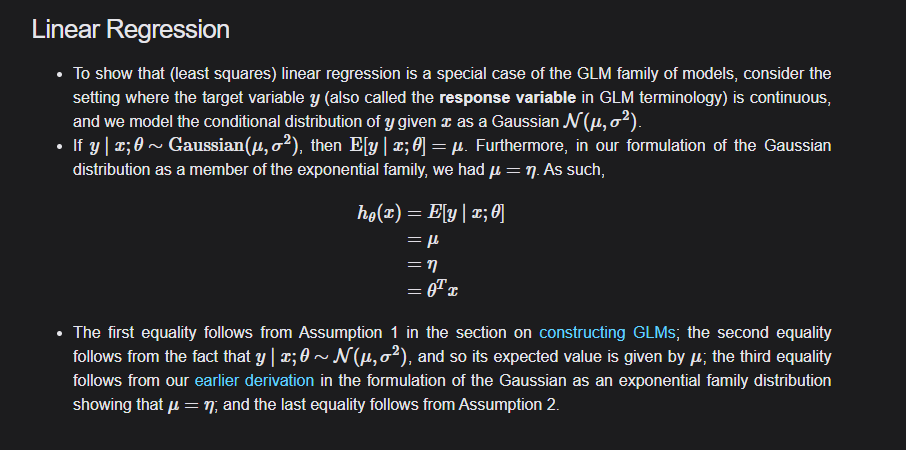 Linear Regression
• To show that (least squares) linear regression is a special case of the GLM family of models, consider the
setting where the target variable y (also called the response variable in GLM terminology) is continuous,
and we model the conditional distribution of y given x as a Gaussian 𝒩(μ, σ²).
• If y | x; θ ∼ Gaussian(μ, σ²), then E[y | x; θ] = μ. Furthermore, in our formulation of the Gaussian
distribution as a member of the exponential family, we had μ = η. As such,
h_θ(x) = E[y | x; θ]
= μ
= η
= θᵀx
• The first equality follows from Assumption 1 in the section on constructing GLMs; the second equality
follows from the fact that y | x; θ ∼ 𝒩(μ, σ²), and so its expected value is given by μ; the third equality
follows from our earlier derivation in the formulation of the Gaussian as an exponential family distribution
showing that μ = η; and the last equality follows from Assumption 2.